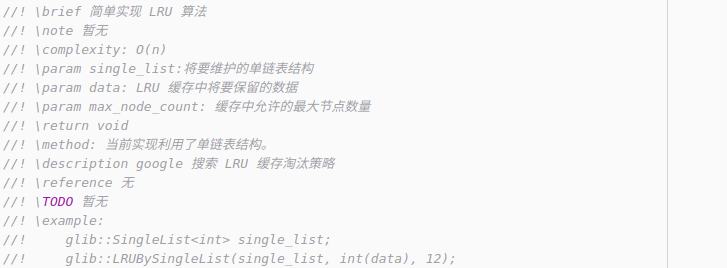 //! \brief 简单实现 LRU 算法
//! \note 暂无
//! \complexity: O(n)
//! \param single_list:将要维护的单链表结构
//! \param data: LRU 缓存中将要保留的数据
//! \param max_node_count: 缓存中允许的最大节点数量
//! \return void
//! \method: 当前实现利用了单链表结构。
//! \description google 搜索 LRU 缓存淘汰策略
//! \reference 无
//! \TODO 暂无
//! \example:
//!     glib::SingleList<int> single_list;
//!     glib::LRUBySingleList(single_list, int(data), 12);